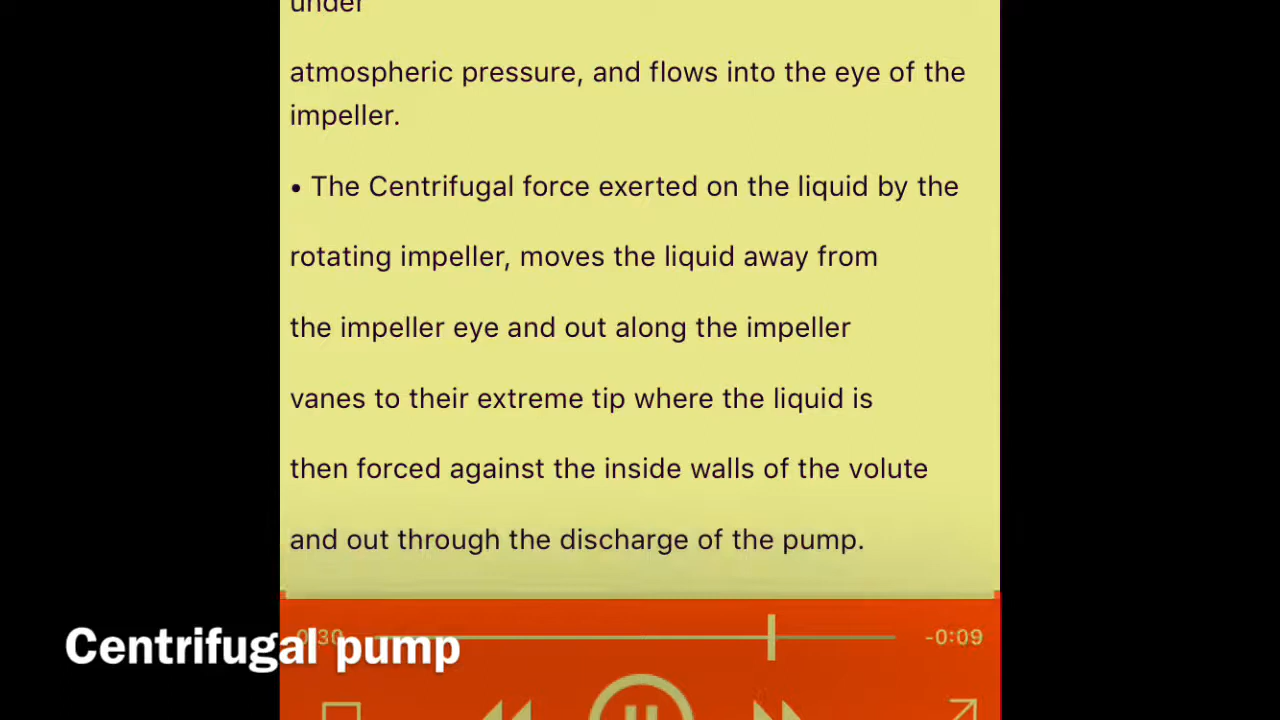 under
atmospheric pressure, and flows into the eye of the
impeller.
• The Centrifugal force exerted on the liquid by the
rotating impeller, moves the liquid away from
the impeller eye and out along the impeller
vanes to their extreme tip where the liquid is
then forced against the inside walls of the volute
and out through the discharge of the pump.
0:30
-0:09
Centrifugal pump